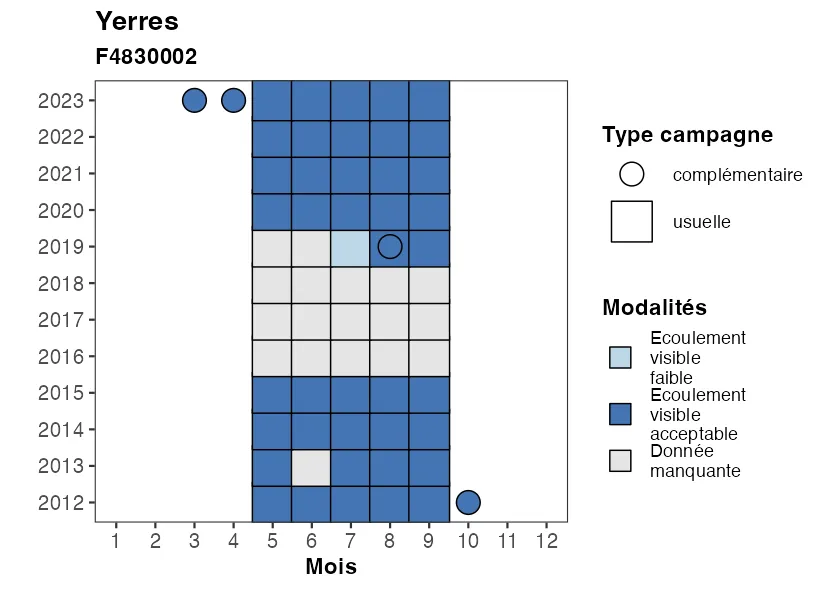 Yerres
F4830002
2023
2022
2021
2020
2019
2018
2017
2016
2015
2014
2013
2012
1 2 3 4 5 6 7 8 9 10 11 12
Mois
Type campagne
complémentaire
usuelle
Modalités
Ecoulement
visible
faible
Ecoulement
visible
acceptable
Donnée
manquante